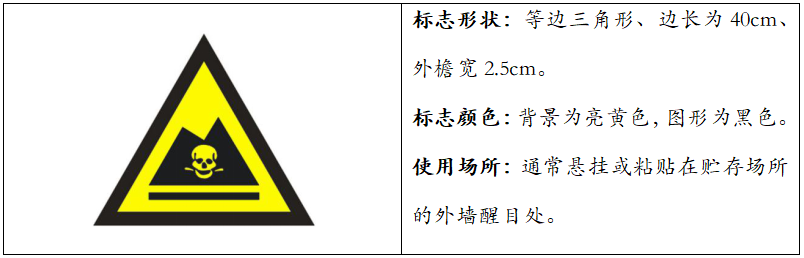 标志形状：等边三角形、边长为 40cm、
外檐宽 2.5cm。
标志颜色：背景为亮黄色，图形为黑色。
使用场所：通常悬挂或粘贴在贮存场所
的外墙醒目处。